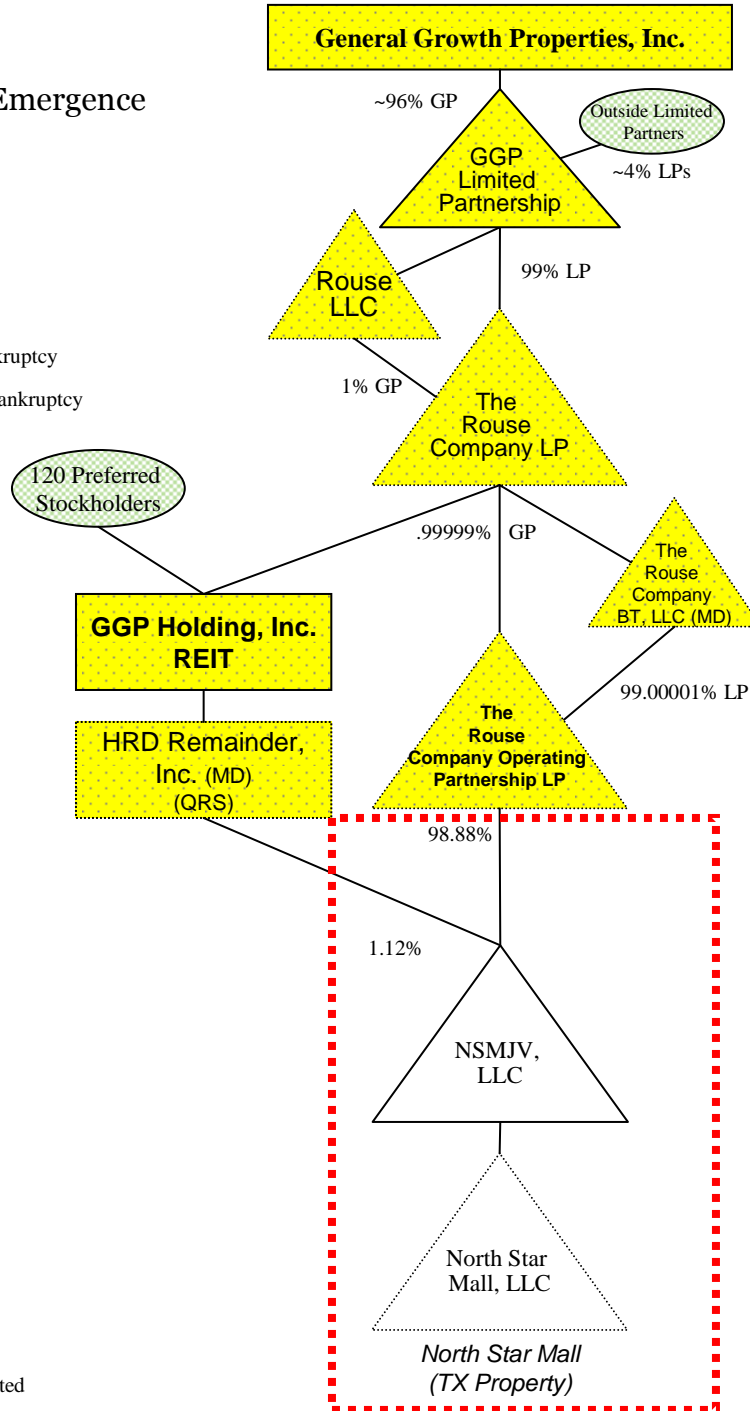 General Growth Properties, Inc.
Emergence
~96% GP
Outside Limited
Partners
~4% LPs
GGP
Limited
Partnership
Rouse
LLC
99% LP
1% GP
The
Rouse
Company LP
ankruptcy
120 Preferred
Stockholders
.99999% GP
The
Rouse
Company
BT, LLC (MD)
GGP Holding, Inc.
REIT
99.00001% LP
HRD Remainder,
Inc. (MD)
(QRS)
The
Rouse
Company Operating
Partnership LP
98.88%
1.12%
NSMJV,
LLC
North Star
Mall, LLC
North Star Mall
(TX Property)